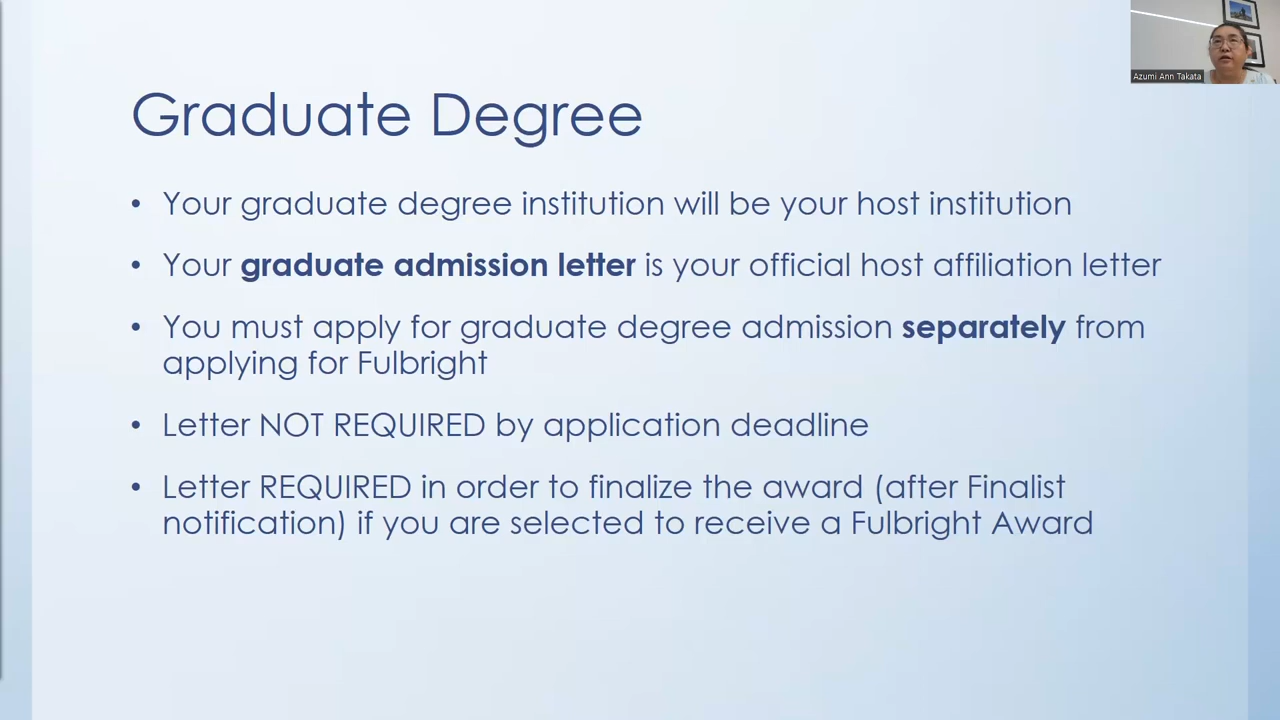 Azumi Ann Takata
Graduate Degree
• Your graduate degree institution will be your host institution
• Your graduate admission letter is your official host affiliation letter
• You must apply for graduate degree admission separately from
applying for Fulbright
• Letter NOT REQUIRED by application deadline
• Letter REQUIRED in order to finalize the award (after Finalist
notification) if you are selected to receive a Fulbright Award